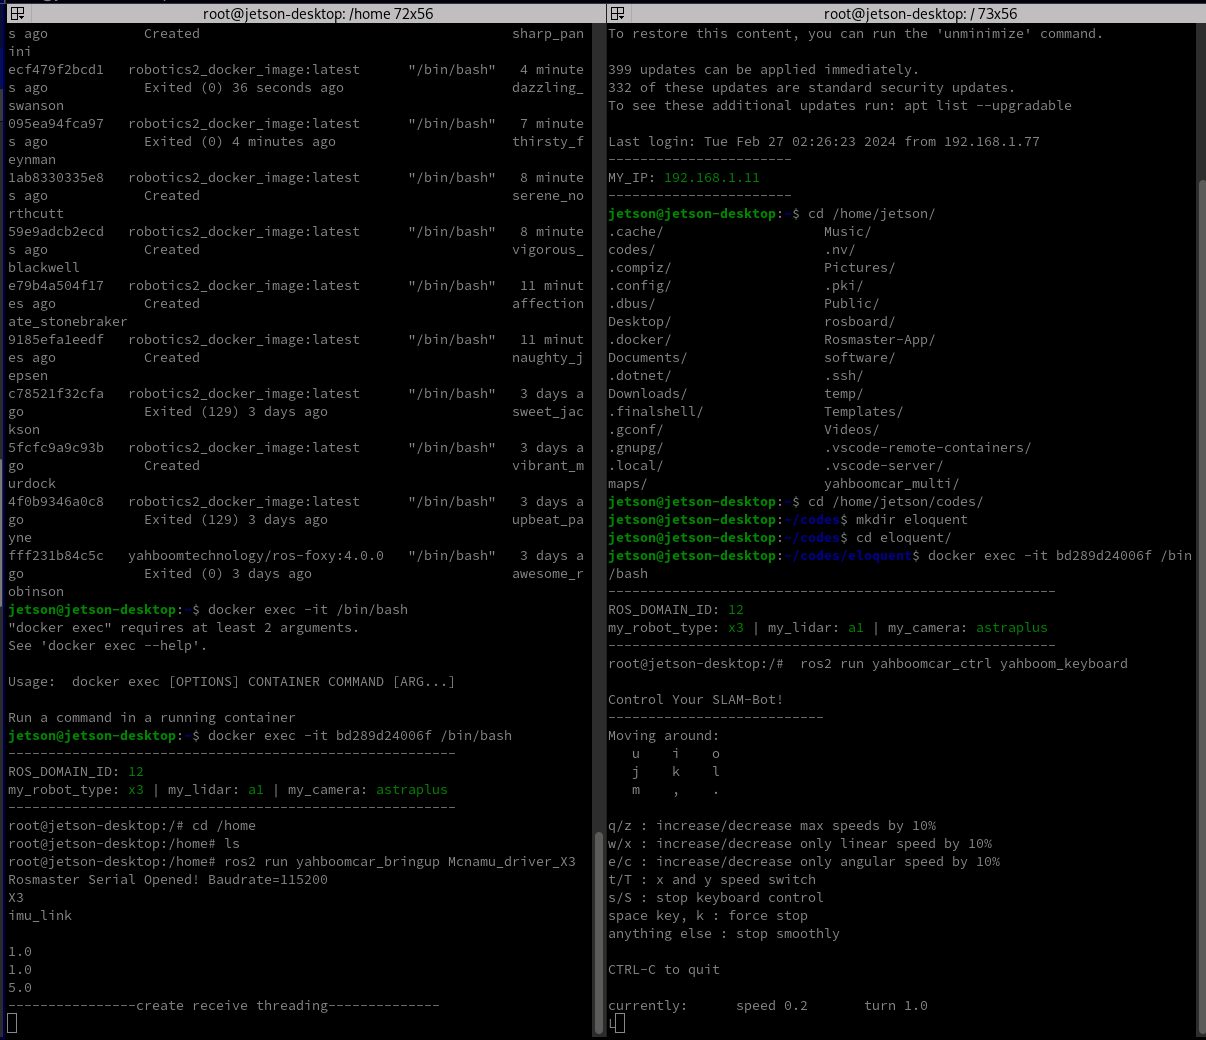 root@jetson-desktop: /home 72x56
s ago Created sharp_pan
ini
ecf479f2bcd1 robotics2_docker_image:latest "/bin/bash" 4 minute
s ago Exited (0) 36 seconds ago dazzling_
swanson
095ea94fca97 robotics2_docker_image:latest "/bin/bash" 7 minute
s ago Exited (0) 4 minutes ago thirsty_f
eynman
1ab8330335e8 robotics2_docker_image:latest "/bin/bash" 8 minute
s ago Created serene_no
rthcutt
59e9adcb2ecd robotics2_docker_image:latest "/bin/bash" 8 minute
s ago Created vigorous_
blackwell
e79b4a504f17 robotics2_docker_image:latest "/bin/bash" 11 minut
es ago Created affection
ate_stonebraker
9185efa1eedf robotics2_docker_image:latest "/bin/bash" 11 minut
es ago Created naughty_j
epsen
c78521f32cfa robotics2_docker_image:latest "/bin/bash" 3 days a
go Exited (129) 3 days ago sweet_jac
kson
5fcfc9a9c93b robotics2_docker_image:latest "/bin/bash" 3 days a
go Created vibrant_m
urdock
4f0b9346a0c8 robotics2_docker_image:latest "/bin/bash" 3 days a
go Exited (129) 3 days ago upbeat_pa
yne
fff231b84c5c yahboomtechnology/ros-foxy:4.0.0 "/bin/bash" 3 days a
go Exited (0) 3 days ago awesome_r
obinson
jetson@jetson-desktop:~$ docker exec -it /bin/bash
"docker exec" requires at least 2 arguments.
See 'docker exec --help'.
Usage:  docker exec [OPTIONS] CONTAINER COMMAND [ARG...]
Run a command in a running container
jetson@jetson-desktop:~$ docker exec -it bd289d24006f /bin/bash
--------------------------------------------------------
ROS_DOMAIN_ID: 12
my_robot_type: x3 | my_lidar: a1 | my_camera: astraplus
--------------------------------------------------------
root@jetson-desktop:/# cd /home
root@jetson-desktop:/home# ls
root@jetson-desktop:/home# ros2 run yahboomcar_bringup Mcnamu_driver_X3
Rosmaster Serial Opened! Baudrate=115200
X3
imu_link
1.0
1.0
5.0
----------------create receive threading--------------
root@jetson-desktop: / 73x56
To restore this content, you can run the 'unminimize' command.
399 updates can be applied immediately.
332 of these updates are standard security updates.
To see these additional updates run: apt list --upgradable
Last login: Tue Feb 27 02:26:23 2024 from 192.168.1.77
-----------------------
MY_IP: 192.168.1.11
-----------------------
jetson@jetson-desktop:~$ cd /home/jetson/
.cache/ Music/
codes/ .nv/
.compiz/ Pictures/
.config/ .pki/
.dbus/ Public/
Desktop/ rosboard/
.docker/ Rosmaster-App/
Documents/ software/
.dotnet/ .ssh/
Downloads/ temp/
.finalshell/ Templates/
.gconf/ Videos/
.gnupg/ .vscode-remote-containers/
.local/ .vscode-server/
maps/ yahboomcar_multi/
jetson@jetson-desktop:~$ cd /home/jetson/codes/
jetson@jetson-desktop:~/codes$ mkdir eloquent
jetson@jetson-desktop:~/codes$ cd eloquent/
jetson@jetson-desktop:~/codes/eloquent$ docker exec -it bd289d24006f /bin
/bash
--------------------------------------------------------
ROS_DOMAIN_ID: 12
my_robot_type: x3 | my_lidar: a1 | my_camera: astraplus
--------------------------------------------------------
root@jetson-desktop:/#  ros2 run yahboomcar_ctrl yahboom_keyboard
Control Your SLAM-Bot!
---------------------------
Moving around:
u i o
j k l
m , .
q/z : increase/decrease max speeds by 10%
w/x : increase/decrease only linear speed by 10%
e/c : increase/decrease only angular speed by 10%
t/T : x and y speed switch
s/S : stop keyboard control
space key, k : force stop
anything else : stop smoothly
CTRL-C to quit
currently: speed 0.2 turn 1.0
L